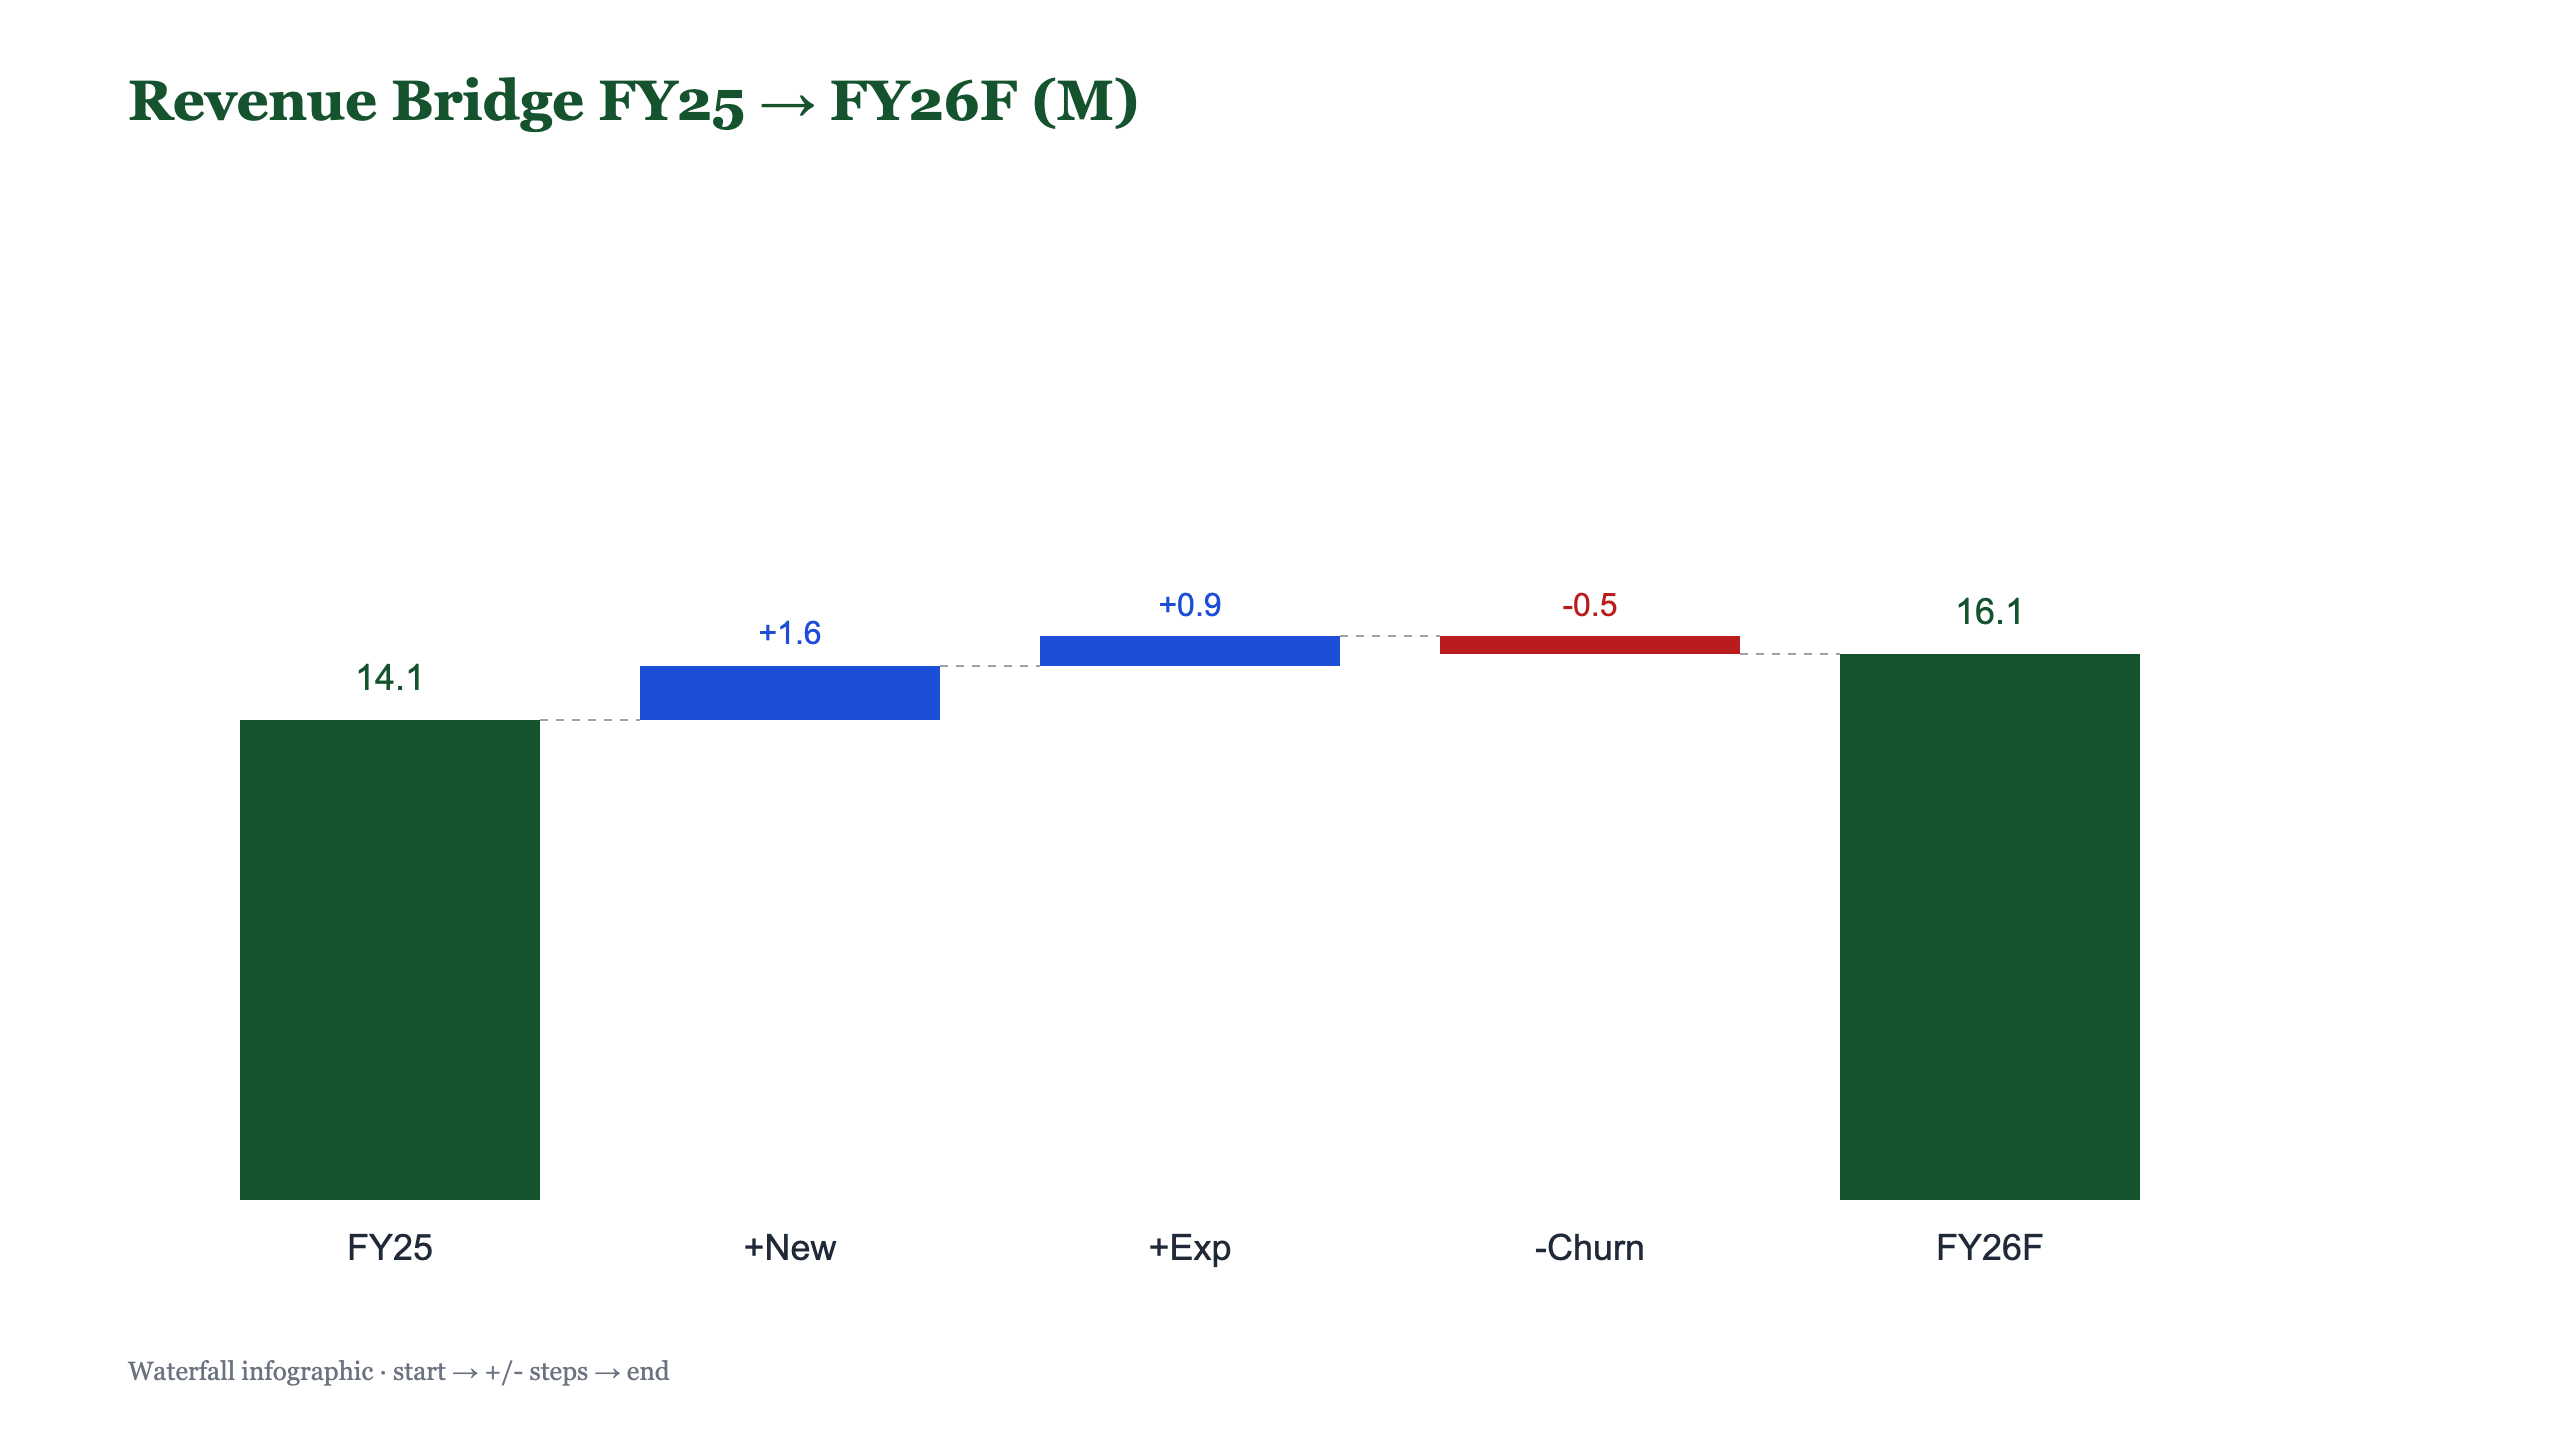 Revenue Bridge FY25 → FY26F (M)
14.1
+1.6
+0.9
-0.5
16.1
FY25
+New
+Exp
-Churn
FY26F
Waterfall infographic · start → +/- steps → end